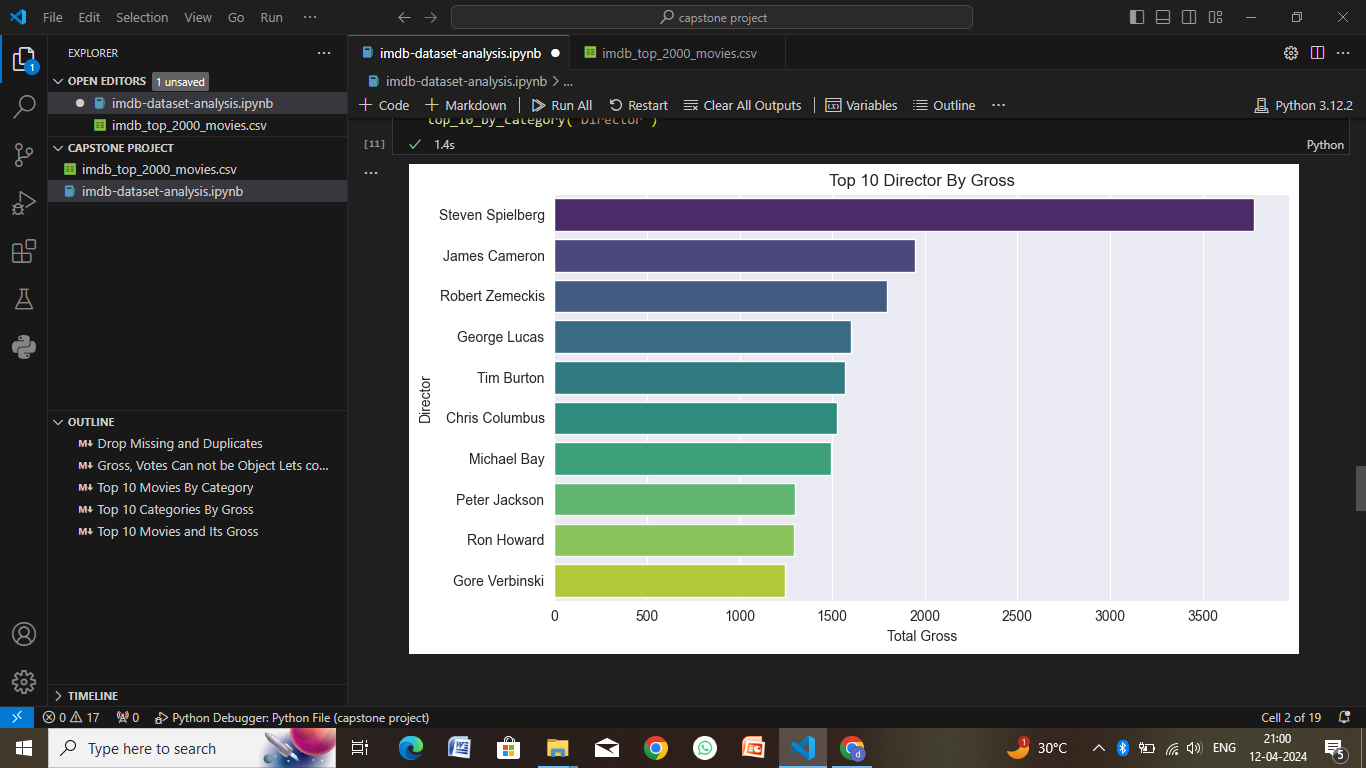 File Edit Selection View Go Run ···
capstone project
EXPLORER
OPEN EDITORS 1 unsaved
imdb-dataset-analysis.ipynb
imdb_top_2000_movies.csv
CAPSTONE PROJECT
imdb_top_2000_movies.csv
imdb-dataset-analysis.ipynb
OUTLINE
M↓ Drop Missing and Duplicates
M↓ Gross, Votes Can not be Object Lets co...
M↓ Top 10 Movies By Category
M↓ Top 10 Categories By Gross
M↓ Top 10 Movies and Its Gross
TIMELINE
1
imdb-dataset-analysis.ipynb
imdb_top_2000_movies.csv
imdb-dataset-analysis.ipynb > ...
+ Code + Markdown Run All Restart Clear All Outputs Variables Outline ··· Python 3.12.2
top_10_by_category('Director')
[11] 1.4s Python
Top 10 Director By Gross
Director
Steven Spielberg
James Cameron
Robert Zemeckis
George Lucas
Tim Burton
Chris Columbus
Michael Bay
Peter Jackson
Ron Howard
Gore Verbinski
0 500 1000 1500 2000 2500 3000 3500
Total Gross
0 17 0 Python Debugger: Python File (capstone project) Cell 2 of 19
Type here to search
1 30°C ENG 21:00
12-04-2024
5